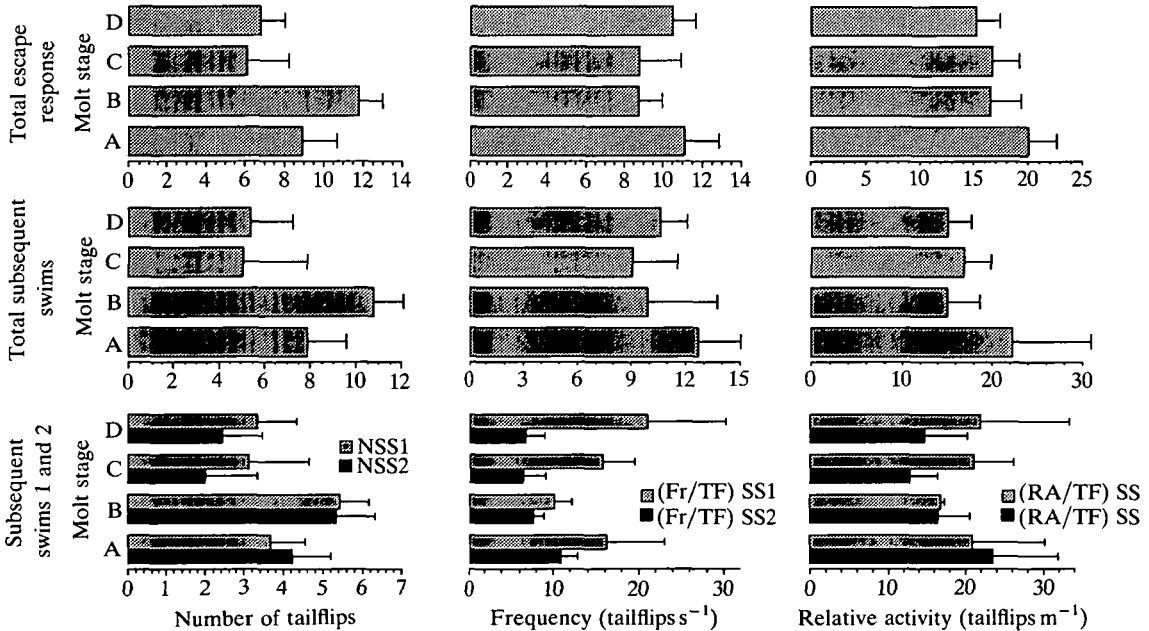 Total escape
response
Molt stage
D
C
B
A
0 2 4 6 8 10 12 14
0 2 4 6 8 10 12 14
0 5 10 15 20 25
Total subsequent
swims
Molt stage
D
C
B
A
0 2 4 6 8 10 12
0 3 6 9 12 15
0 10 20 30
Subsequent
swims 1 and 2
Molt stage
D
C
B
A
NSS1
NSS2
(Fr/TF) SS1
(Fr/TF) SS2
(RA/TF) SS
(RA/TF) SS
0 1 2 3 4 5 6 7
0 10 20 30
0 10 20 30
Number of tailflips
Frequency (tailflips s⁻¹)
Relative activity (tailflips m⁻¹)